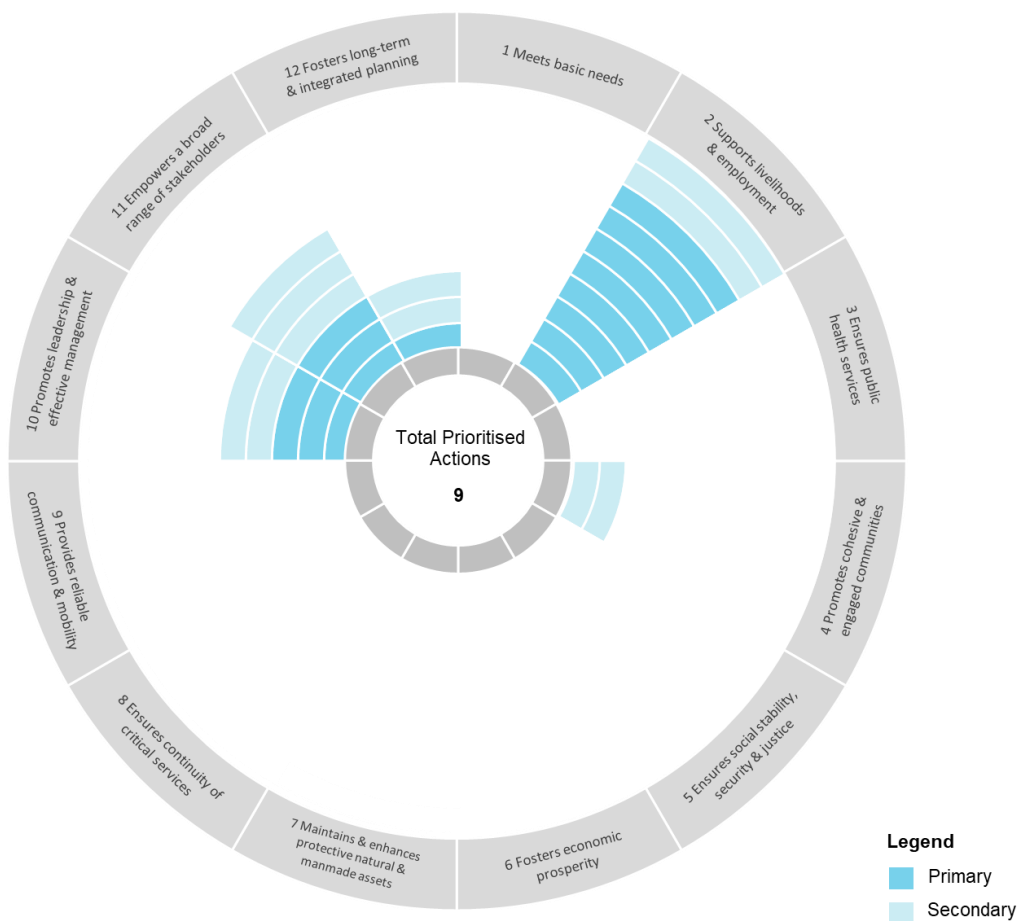 1 Meets basic needs
2 Supports livelihoods
& employment
3 Ensures public
health services
4 Promotes cohesive &
engaged communities
5 Ensures social stability,
security & justice
6 Fosters economic
prosperity
7 Maintains & enhances
protective natural &
manmade assets
8 Ensures continuity of
critical services
9 Provides reliable
communication & mobility
10 Promotes leadership &
effective management
11 Empowers a broad
range of stakeholders
12 Fosters long-term
& integrated planning
Total Prioritised
Actions
9
Legend
Primary
Secondary